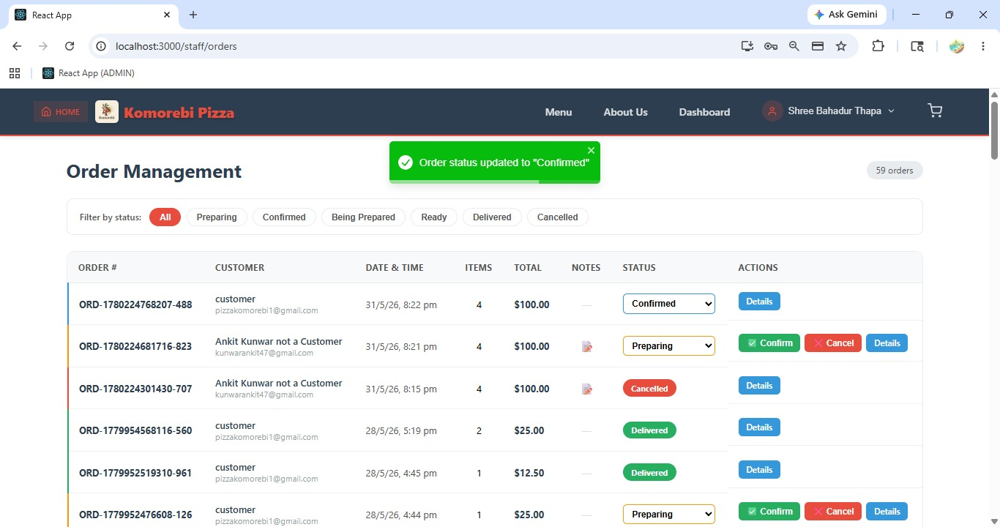 React App
Ask Gemini
localhost:3000/staff/orders
React App (ADMIN)
HOME
Komorebi Pizza
Menu
About Us
Dashboard
Shree Bahadur Thapa
Order status updated to "Confirmed"
Order Management
59 orders
Filter by status: All Preparing Confirmed Being Prepared Ready Delivered Cancelled
ORDER # CUSTOMER DATE & TIME ITEMS TOTAL NOTES STATUS ACTIONS
ORD-1780224768207-488 customer 31/5/26, 8:22 pm 4 $100.00 — Confirmed Details
pizzakomorebi1@gmail.com
ORD-1780224681716-823 Ankit Kunwar not a Customer 31/5/26, 8:21 pm 4 $100.00 Preparing Confirm Cancel Details
kunwarankit47@gmail.com
ORD-1780224301430-707 Ankit Kunwar not a Customer 31/5/26, 8:15 pm 4 $100.00 Cancelled Details
kunwarankit47@gmail.com
ORD-1779954568116-560 customer 28/5/26, 5:19 pm 2 $25.00 — Delivered Details
pizzakomorebi1@gmail.com
ORD-1779952519310-961 customer 28/5/26, 4:45 pm 1 $12.50 — Delivered Details
pizzakomorebi1@gmail.com
ORD-1779952476608-126 customer 28/5/26, 4:44 pm 1 $25.00 — Preparing Confirm Cancel Details
pizzakomorebi1@gmail.com